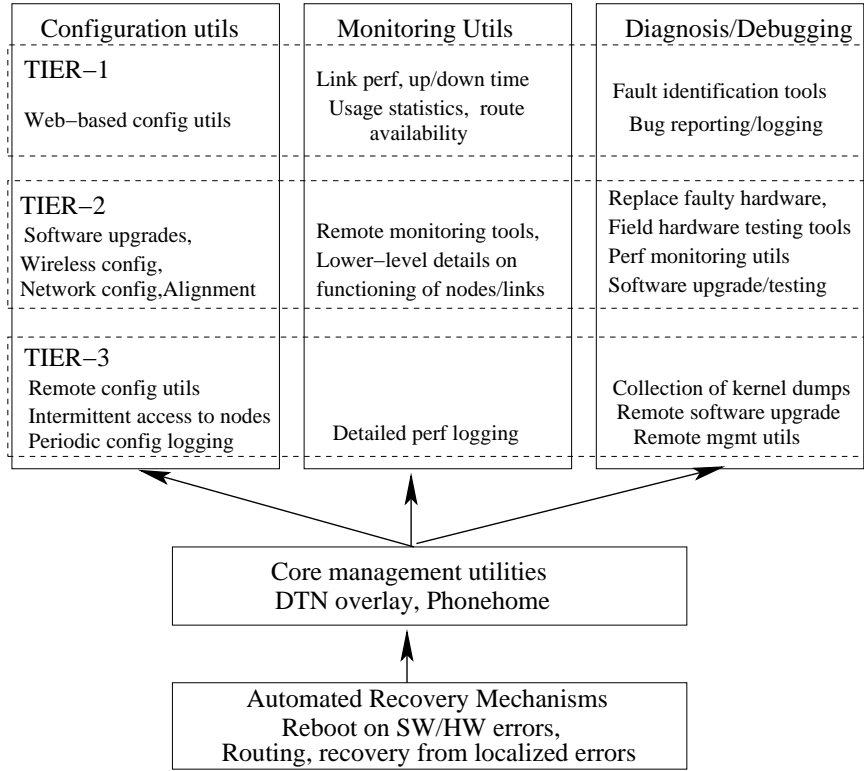 Configuration utils
TIER−1
Web−based config utils
TIER−2
Software upgrades,
Wireless config,
Network config,Alignment
TIER−3
Remote config utils
Intermittent access to nodes
Periodic config logging
Monitoring Utils
Link perf, up/down time
Usage statistics, route
availability
Remote monitoring tools,
Lower−level details on
functioning of nodes/links
Detailed perf logging
Diagnosis/Debugging
Fault identification tools
Bug reporting/logging
Replace faulty hardware,
Field hardware testing tools
Perf monitoring utils
Software upgrade/testing
Collection of kernel dumps
Remote software upgrade
Remote mgmt utils
Core management utilities
DTN overlay, Phonehome
Automated Recovery Mechanisms
Reboot on SW/HW errors,
Routing, recovery from localized errors